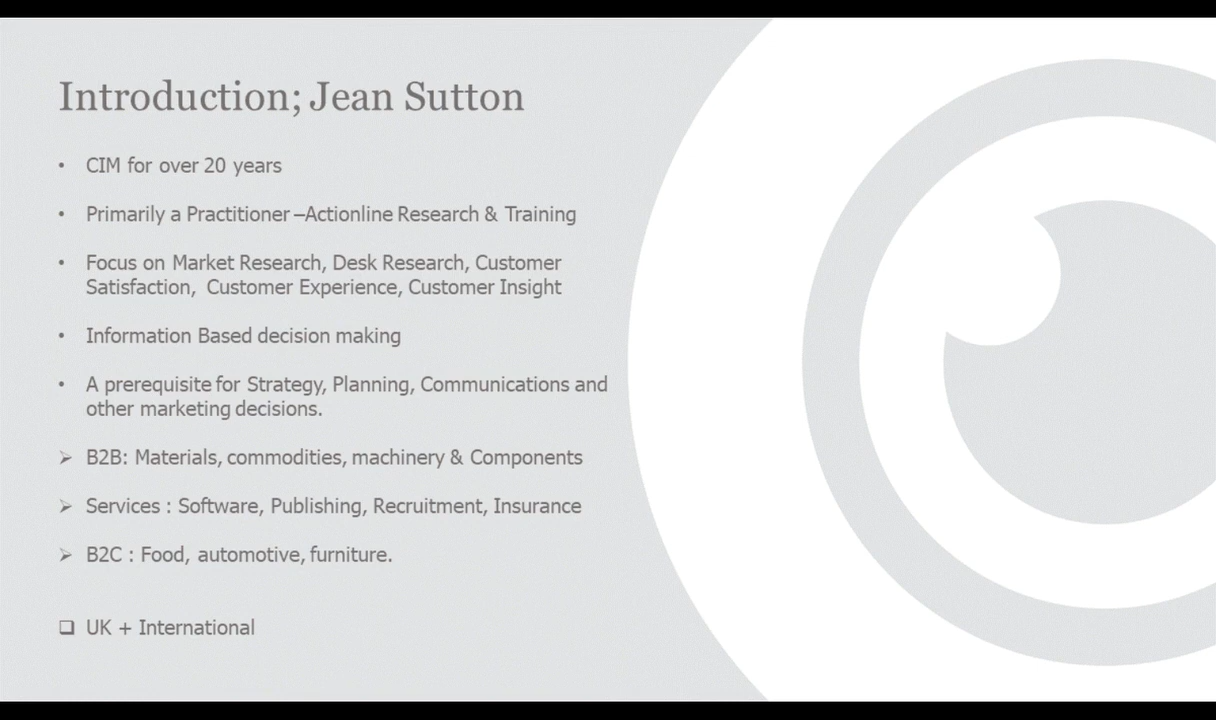 Introduction; Jean Sutton
• CIM for over 20 years
• Primarily a Practitioner –Actionline Research & Training
• Focus on Market Research, Desk Research, Customer
Satisfaction, Customer Experience, Customer Insight
• Information Based decision making
• A prerequisite for Strategy, Planning, Communications and
other marketing decisions.
➢ B2B: Materials, commodities, machinery & Components
➢ Services : Software, Publishing, Recruitment, Insurance
➢ B2C : Food, automotive, furniture.
❑ UK + International